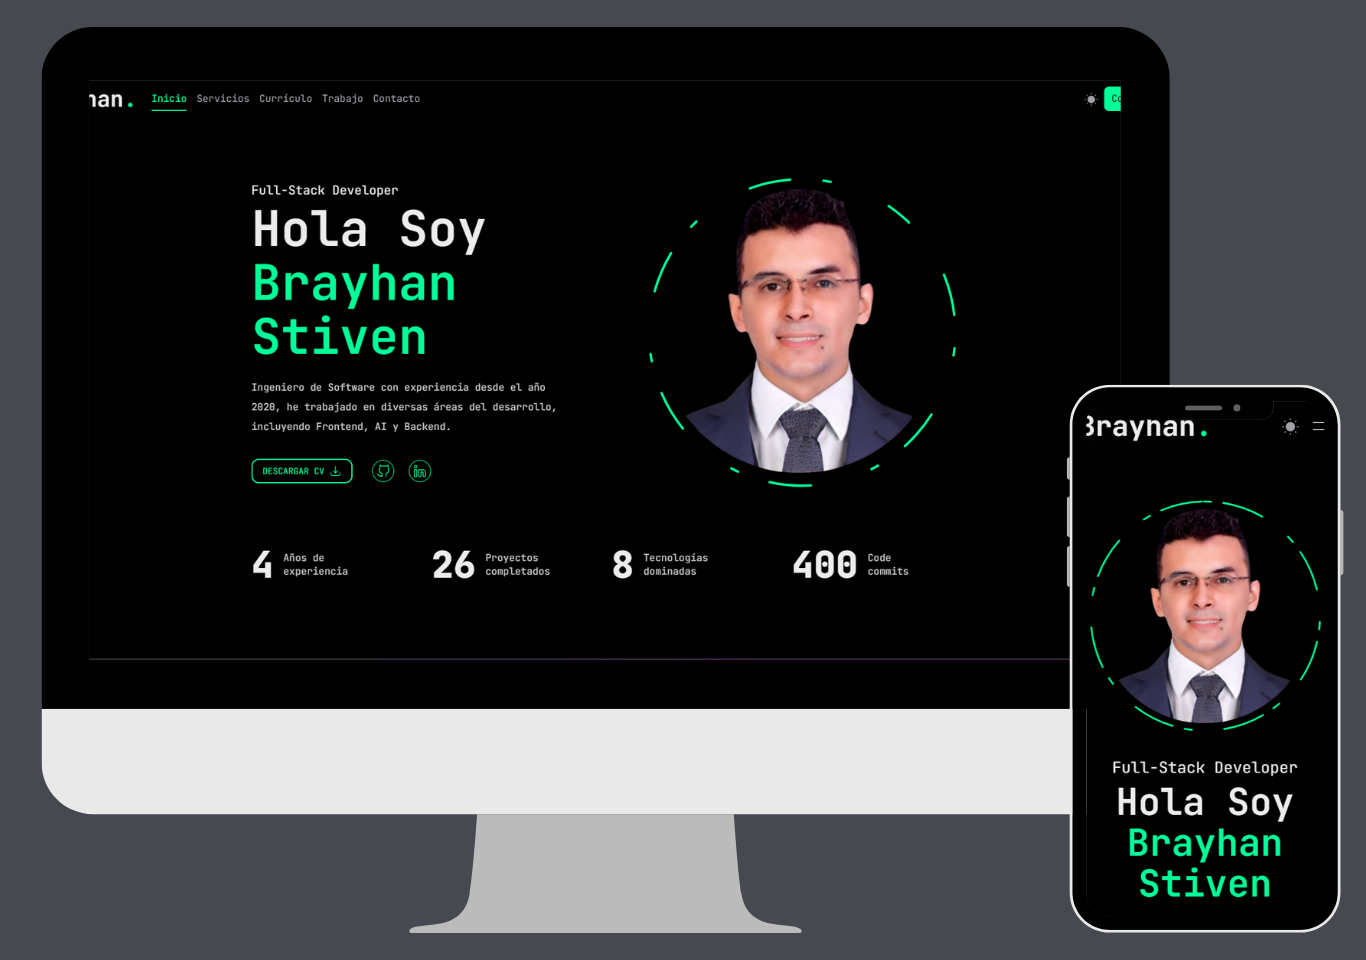 nan.
Inicio Servicios Currículo Trabajo Contacto
Full-Stack Developer
Hola Soy
Brayhan
Stiven
Ingeniero de Software con experiencia desde el año
2020, he trabajado en diversas áreas del desarrollo,
incluyendo Frontend, AI y Backend.
DESCARGAR CV
in
4 Años de
experiencia
26 Proyectos
completados
8 Tecnologías
dominadas
400 Code
commits
Braynan.
Full-Stack Developer
Hola Soy
Brayhan
Stiven